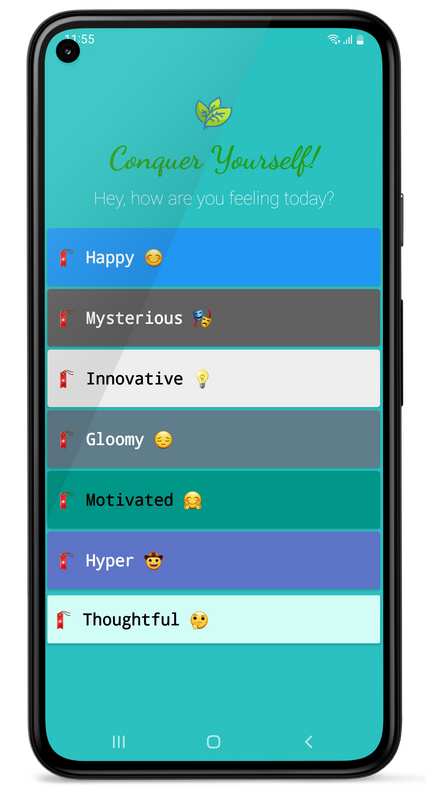 11:55
Conquer Yourself!
Hey, how are you feeling today?
Happy 😊
Mysterious 🎭
Innovative 💡
Gloomy 😔
Motivated 🤗
Hyper 🤠
Thoughtful 🤔